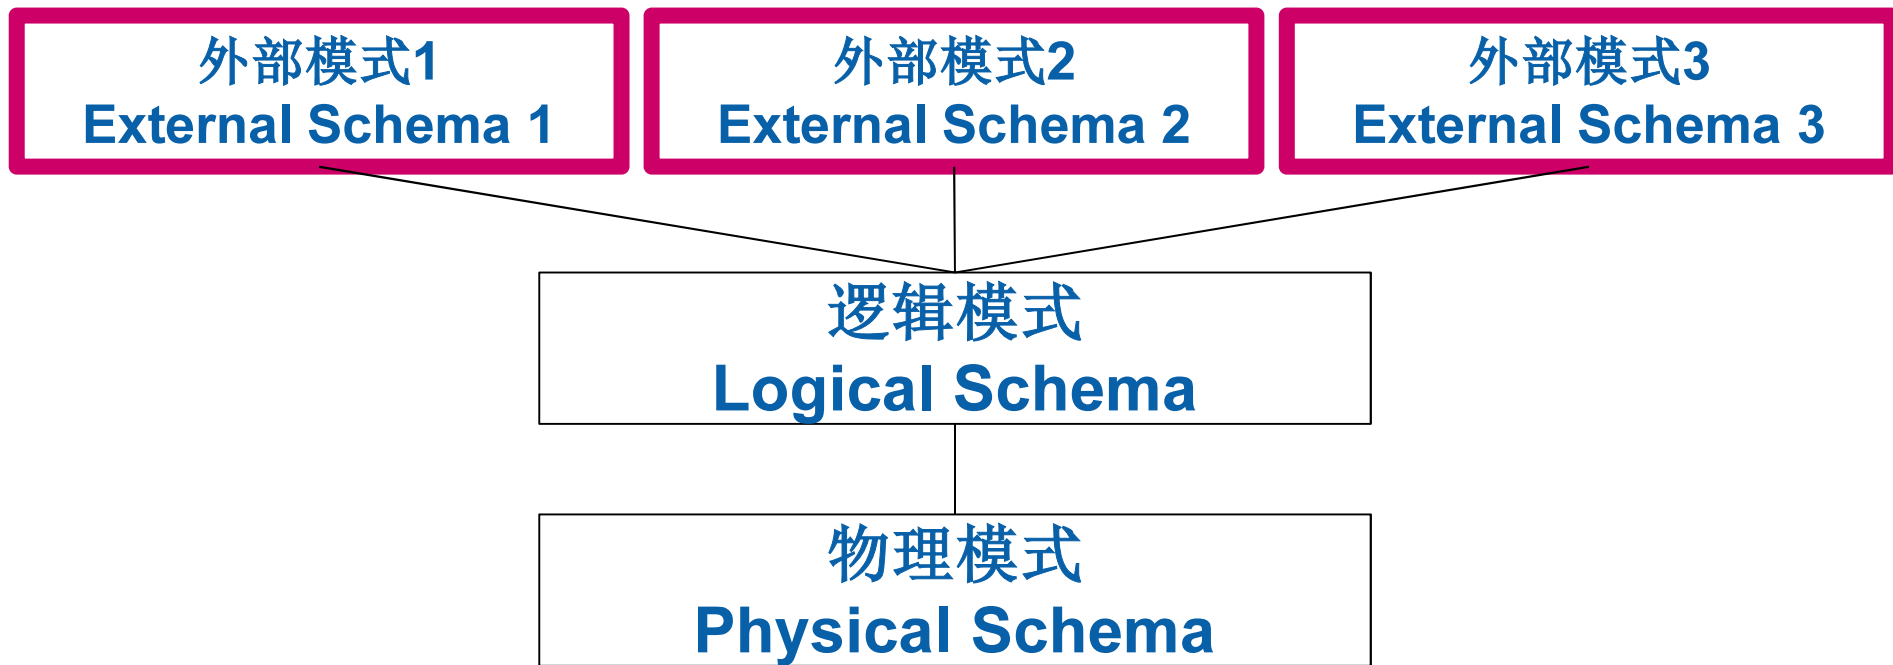 外部模式1
External Schema 1
外部模式2
External Schema 2
外部模式3
External Schema 3
逻辑模式
Logical Schema
物理模式
Physical Schema